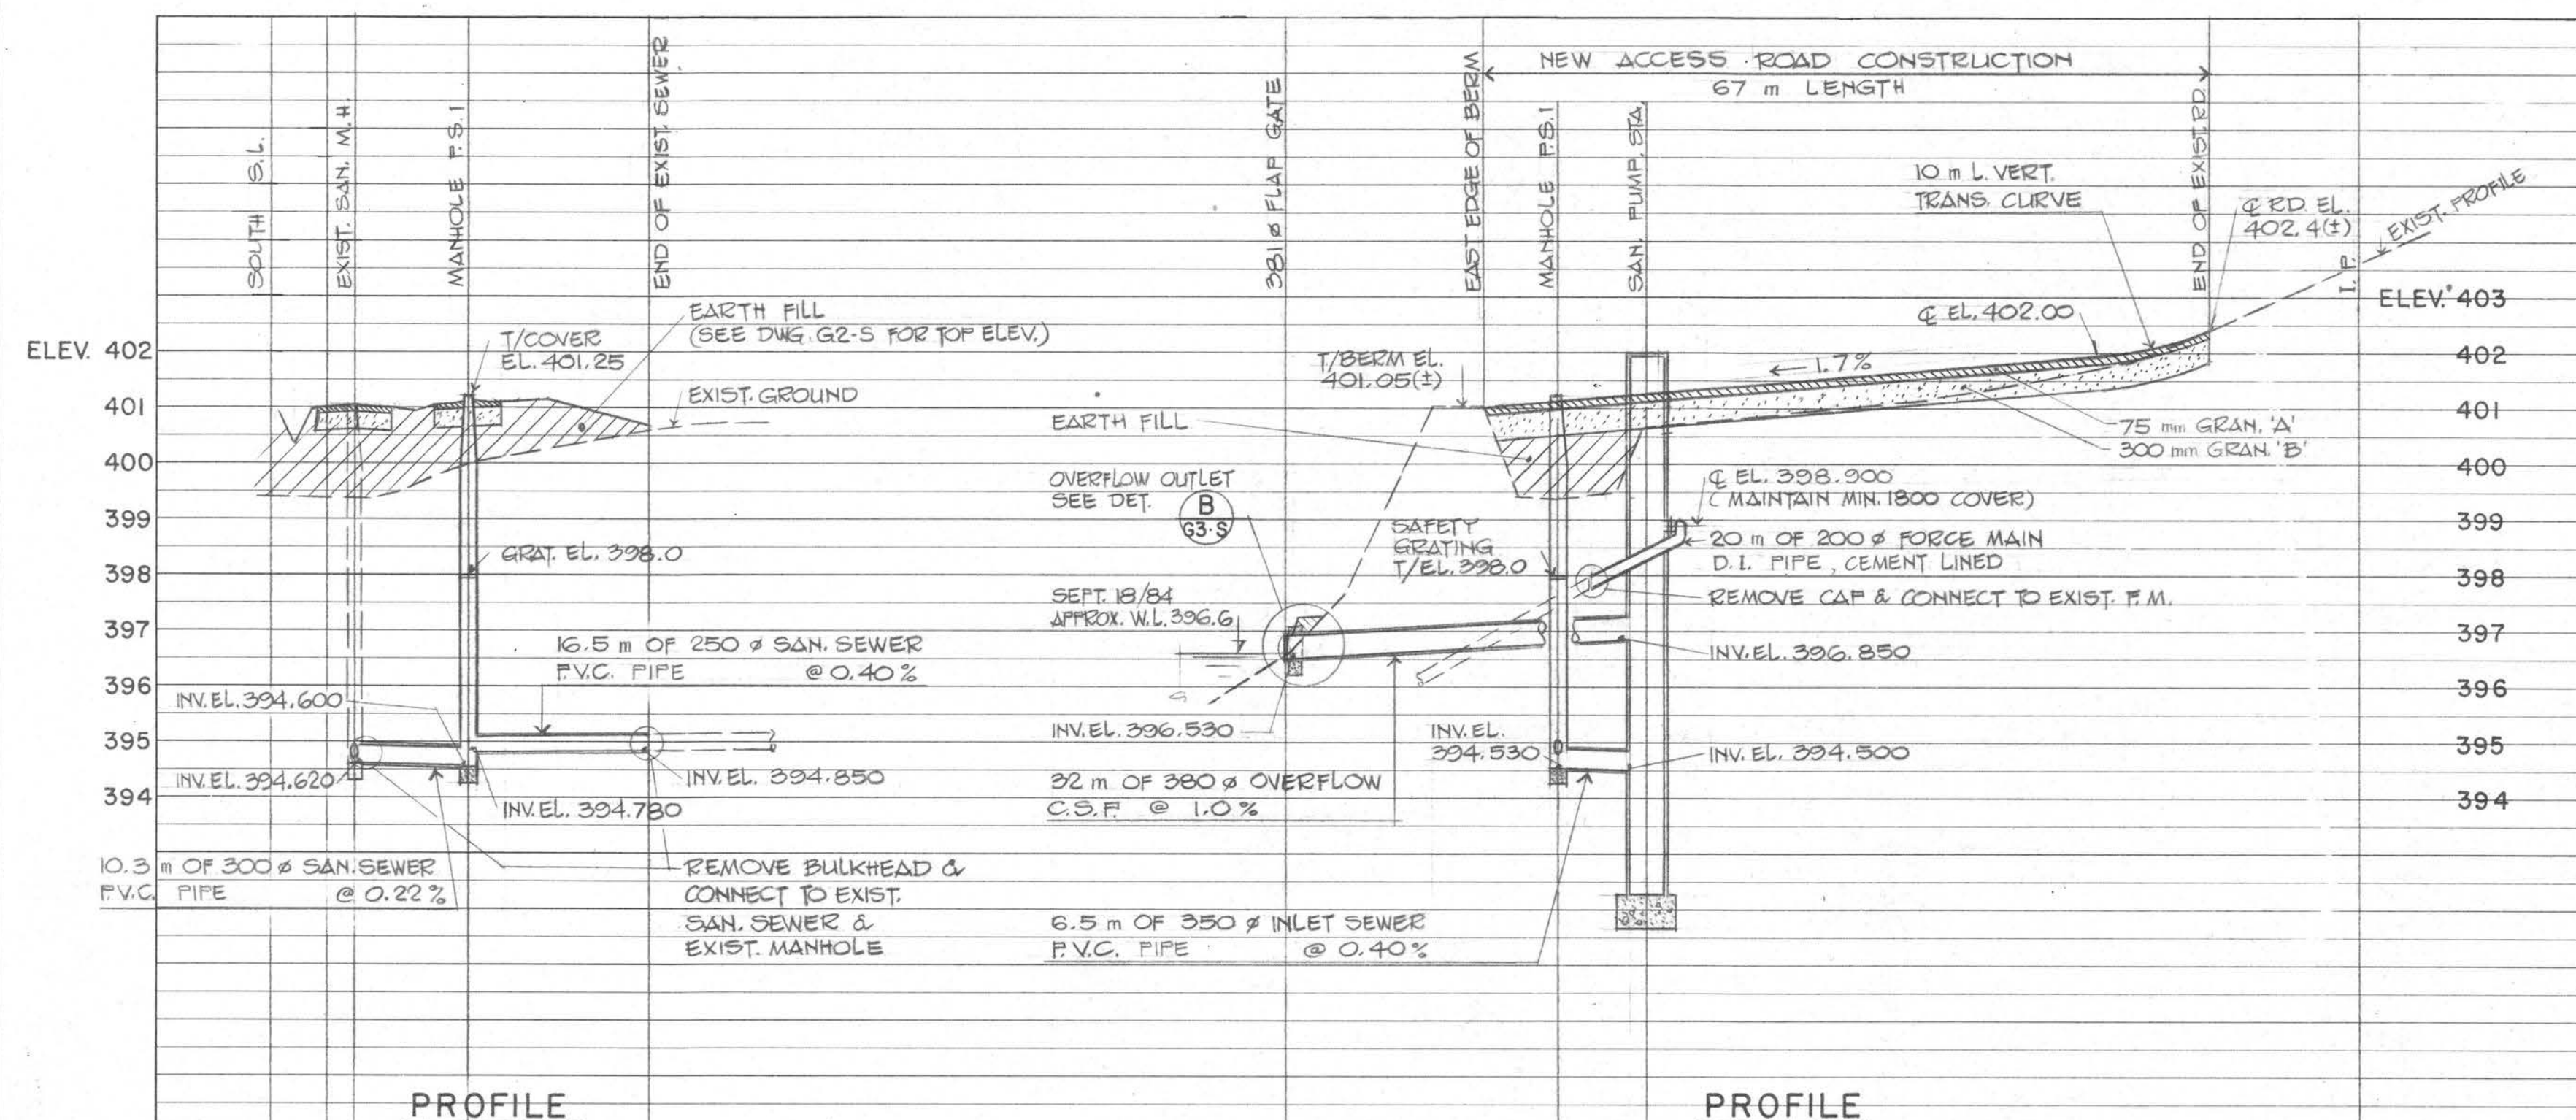 SOUTH S.L.
EXIST. SAN. M.H.
MANHOLE P.S.1
END OF EXIST. SEWER
EARTH FILL
(SEE DWG. G2-S FOR TOP ELEV.)
T/COVER
EL. 401.25
EXIST. GROUND
ELEV. 402
401
400
399
398
397
396
395
394
GRAT. EL. 398.0
16.5 m OF 250 ø SAN. SEWER
P.V.C. PIPE @ 0.40%
INV. EL. 394.600
INV. EL. 394.620
INV. EL. 394.780
INV. EL. 394.850
10.3 m OF 300 ø SAN. SEWER
P.V.C. PIPE @ 0.22%
REMOVE BULKHEAD &
CONNECT TO EXIST.
SAN. SEWER &
EXIST. MANHOLE
PROFILE
381 ø FLAP GATE
EAST EDGE OF BERM
MANHOLE P.S.1
SAN. PUMP. STA.
NEW ACCESS ROAD CONSTRUCTION
67 m LENGTH
10 m L. VERT.
TRANS. CURVE
END OF EXIST. RD.
℄ RD. EL.
402.4(±)
EXIST. PROFILE
I. P.
℄ EL. 402.00
1.7%
T/BERM EL.
401.05(±)
EARTH FILL
75 mm GRAN. 'A'
300 mm GRAN. 'B'
OVERFLOW OUTLET
SEE DET.
B
G3-S
℄ EL. 398.900
(MAINTAIN MIN. 1800 COVER)
SAFETY
GRATING
T/EL. 398.0
20 m OF 200 ø FORCE MAIN
D.I. PIPE, CEMENT LINED
REMOVE CAP & CONNECT TO EXIST. F.M.
SEPT. 18/84
APPROX. W.L. 396.6
INV. EL. 396.850
INV. EL. 396.530
INV. EL.
394.530
INV. EL. 394.500
32 m OF 380 ø OVERFLOW
C.S.P. @ 1.0%
6.5 m OF 350 ø INLET SEWER
P.V.C. PIPE @ 0.40%
ELEV. 403
402
401
400
399
398
397
396
395
394
PROFILE